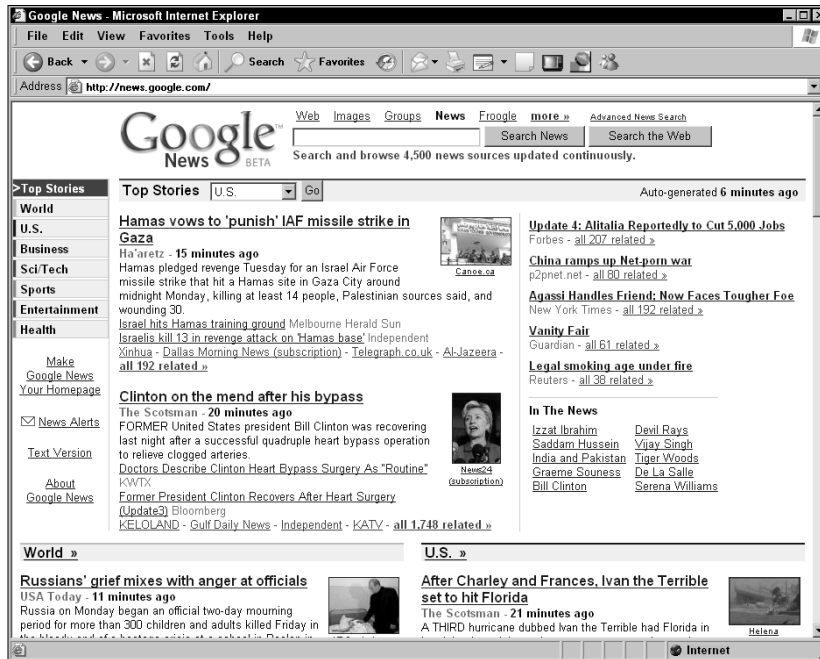 Google News - Microsoft Internet Explorer
File Edit View Favorites Tools Help
Back Search Favorites
Address http://news.google.com/
Web Images Groups News Froogle more » Advanced News Search
Google™
News BETA
Search News Search the Web
Search and browse 4,500 news sources updated continuously.
>Top Stories
World
U.S.
Business
Sci/Tech
Sports
Entertainment
Health
Make
Google News
Your Homepage
News Alerts
Text Version
About
Google News
Top Stories U.S. Go Auto-generated 6 minutes ago
Hamas vows to 'punish' IAF missile strike in
Gaza
Ha'aretz - 15 minutes ago
Hamas pledged revenge Tuesday for an Israel Air Force
missile strike that hit a Hamas site in Gaza City around
midnight Monday, killing at least 14 people, Palestinian sources said, and
wounding 30.
Israel hits Hamas training ground Melbourne Herald Sun
Israelis kill 13 in revenge attack on 'Hamas base' Independent
Xinhua - Dallas Morning News (subscription) - Telegraph.co.uk - Al-Jazeera -
all 192 related »
Canoe.ca
Clinton on the mend after his bypass
The Scotsman - 20 minutes ago
FORMER United States president Bill Clinton was recovering
last night after a successful quadruple heart bypass operation
to relieve clogged arteries.
Doctors Describe Clinton Heart Bypass Surgery As "Routine"
KWTX
Former President Clinton Recovers After Heart Surgery
(Update3) Bloomberg
KELOLAND - Gulf Daily News - Independent - KATV - all 1,748 related »
News24
(subscription)
Update 4: Alitalia Reportedly to Cut 5,000 Jobs
Forbes - all 207 related »
China ramps up Net-porn war
p2pnet.net - all 80 related »
Agassi Handles Friend; Now Faces Tougher Foe
New York Times - all 192 related »
Vanity Fair
Guardian - all 61 related »
Legal smoking age under fire
Reuters - all 38 related »
In The News
Izzat Ibrahim Devil Rays
Saddam Hussein Vijay Singh
India and Pakistan Tiger Woods
Graeme Souness De La Salle
Bill Clinton Serena Williams
World »
Russians' grief mixes with anger at officials
USA Today - 11 minutes ago
Russia on Monday began an official two-day mourning
period for more than 300 children and adults killed Friday in
U.S. »
After Charley and Frances, Ivan the Terrible
set to hit Florida
The Scotsman - 21 minutes ago
A THIRD hurricane dubbed Ivan the Terrible had Florida in
Helena
Internet